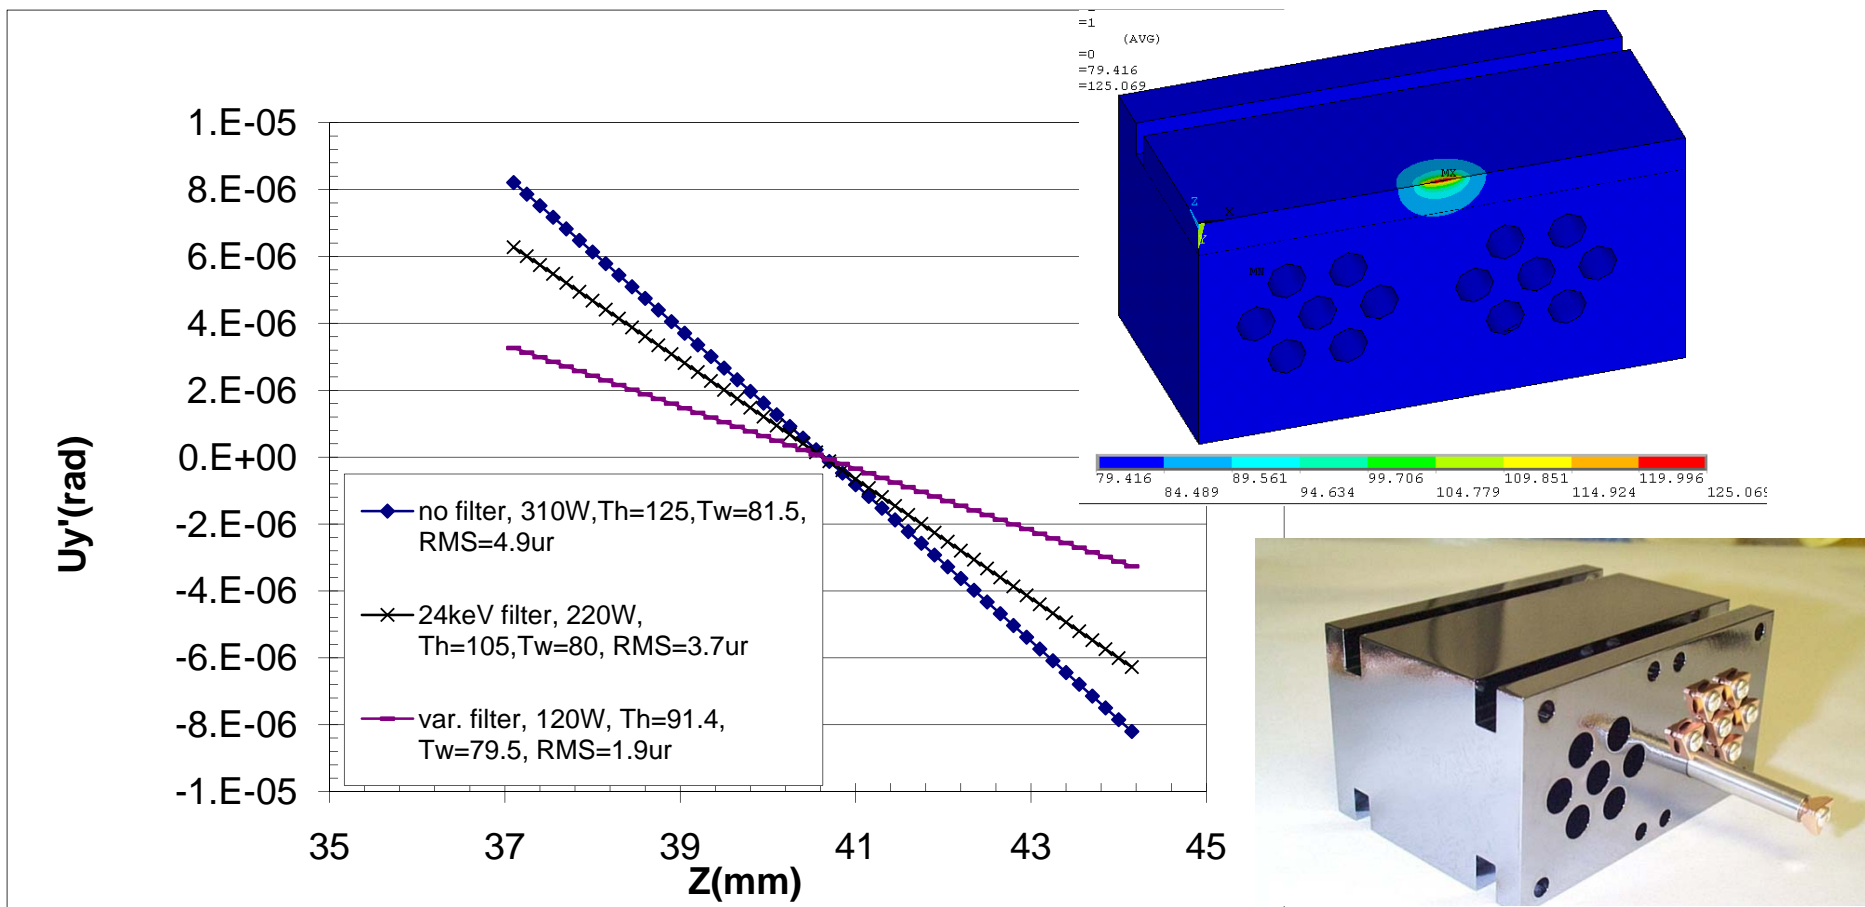 =1
(AVG)
=0
=79.416
=125.069
MX
Z
X
Y
MN
79.416
89.561
99.706
109.851
119.996
84.489
94.634
104.779
114.924
125.069
1.E-05
8.E-06
6.E-06
4.E-06
2.E-06
0.E+00
-2.E-06
-4.E-06
-6.E-06
-8.E-06
-1.E-05
Uy'(rad)
no filter, 310W,Th=125,Tw=81.5,
RMS=4.9ur
24keV filter, 220W,
Th=105,Tw=80, RMS=3.7ur
var. filter, 120W, Th=91.4,
Tw=79.5, RMS=1.9ur
35
37
39
41
43
45
Z(mm)